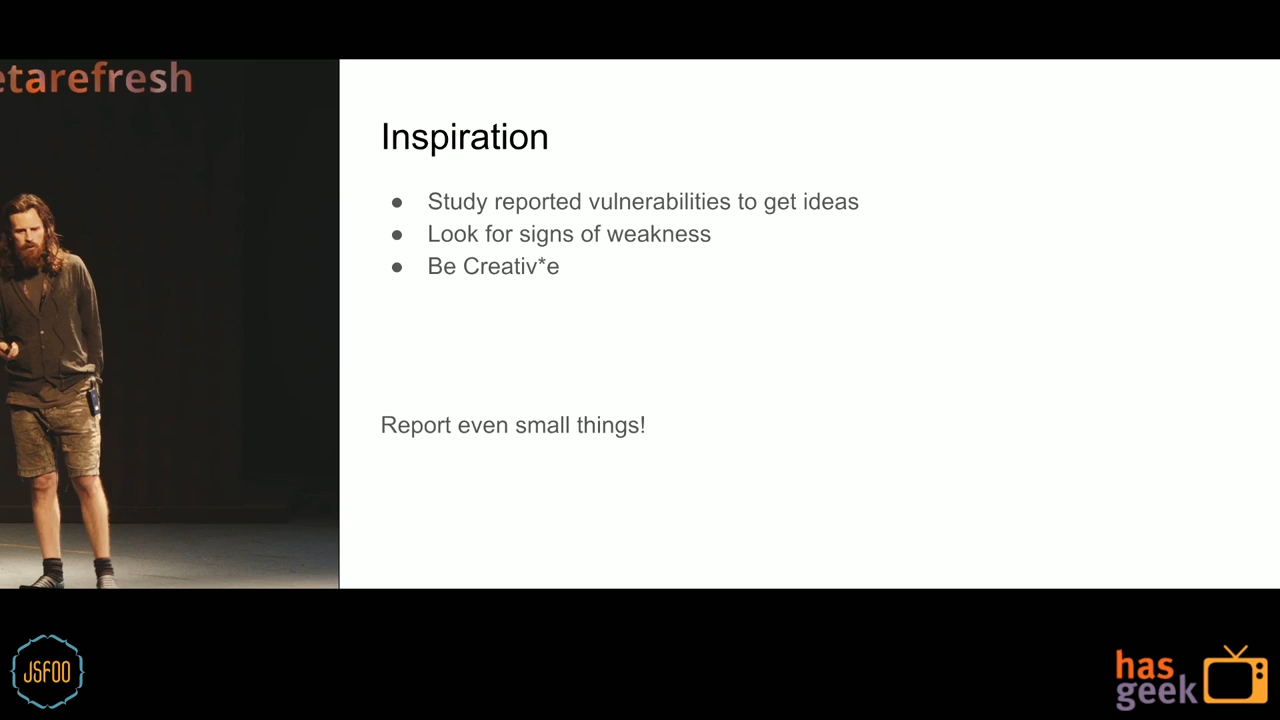 etarefresh
Inspiration
● Study reported vulnerabilities to get ideas
● Look for signs of weakness
● Be Creativ*e
Report even small things!
JSFOO
has
geek